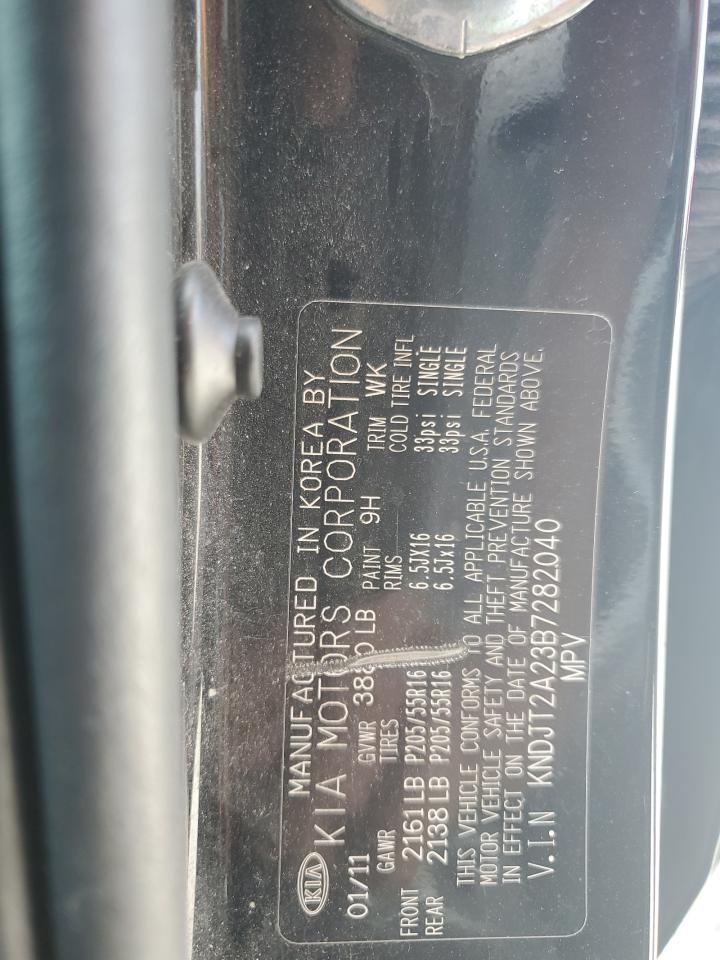 MANUFACTURED IN KOREA BY
KIA KIA MOTORS CORPORATION
01/11 GVWR LB PAINT 9H TRIM WK
GAWR TIRES RIMS COLD TIRE INFL
FRONT 2161LB P205/55R16 6.5JX16 33psi SINGLE
REAR 2138LB P205/55R16 6.5Jx16 33psi SINGLE
THIS VEHICLE CONFORMS TO ALL APPLICABLE U.S.A. FEDERAL
MOTOR VEHICLE SAFETY AND THEFT PREVENTION STANDARDS
IN EFFECT ON THE DATE OF MANUFACTURE SHOWN ABOVE.
V.I.N KNDJT2A23B7282040
MPV